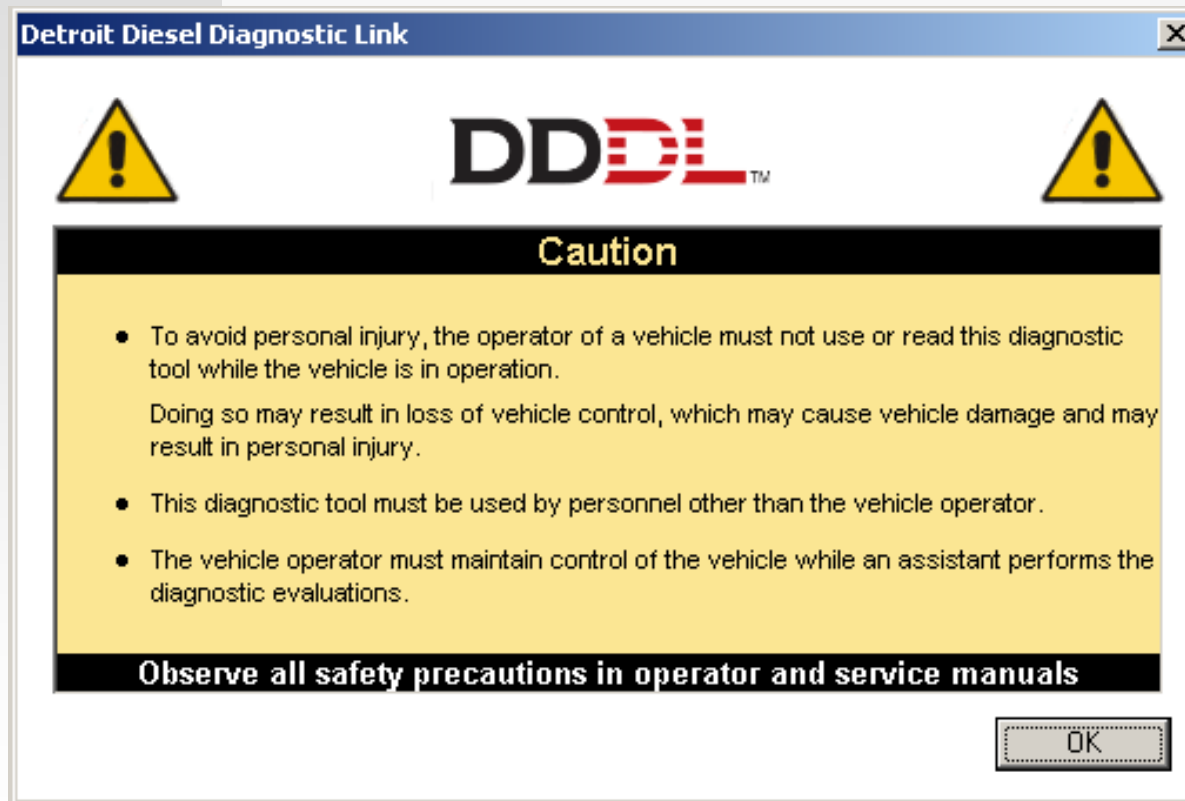 Detroit Diesel Diagnostic Link
DDDL™
Caution
• To avoid personal injury, the operator of a vehicle must not use or read this diagnostic
tool while the vehicle is in operation.
Doing so may result in loss of vehicle control, which may cause vehicle damage and may
result in personal injury.
• This diagnostic tool must be used by personnel other than the vehicle operator.
• The vehicle operator must maintain control of the vehicle while an assistant performs the
diagnostic evaluations.
Observe all safety precautions in operator and service manuals
OK